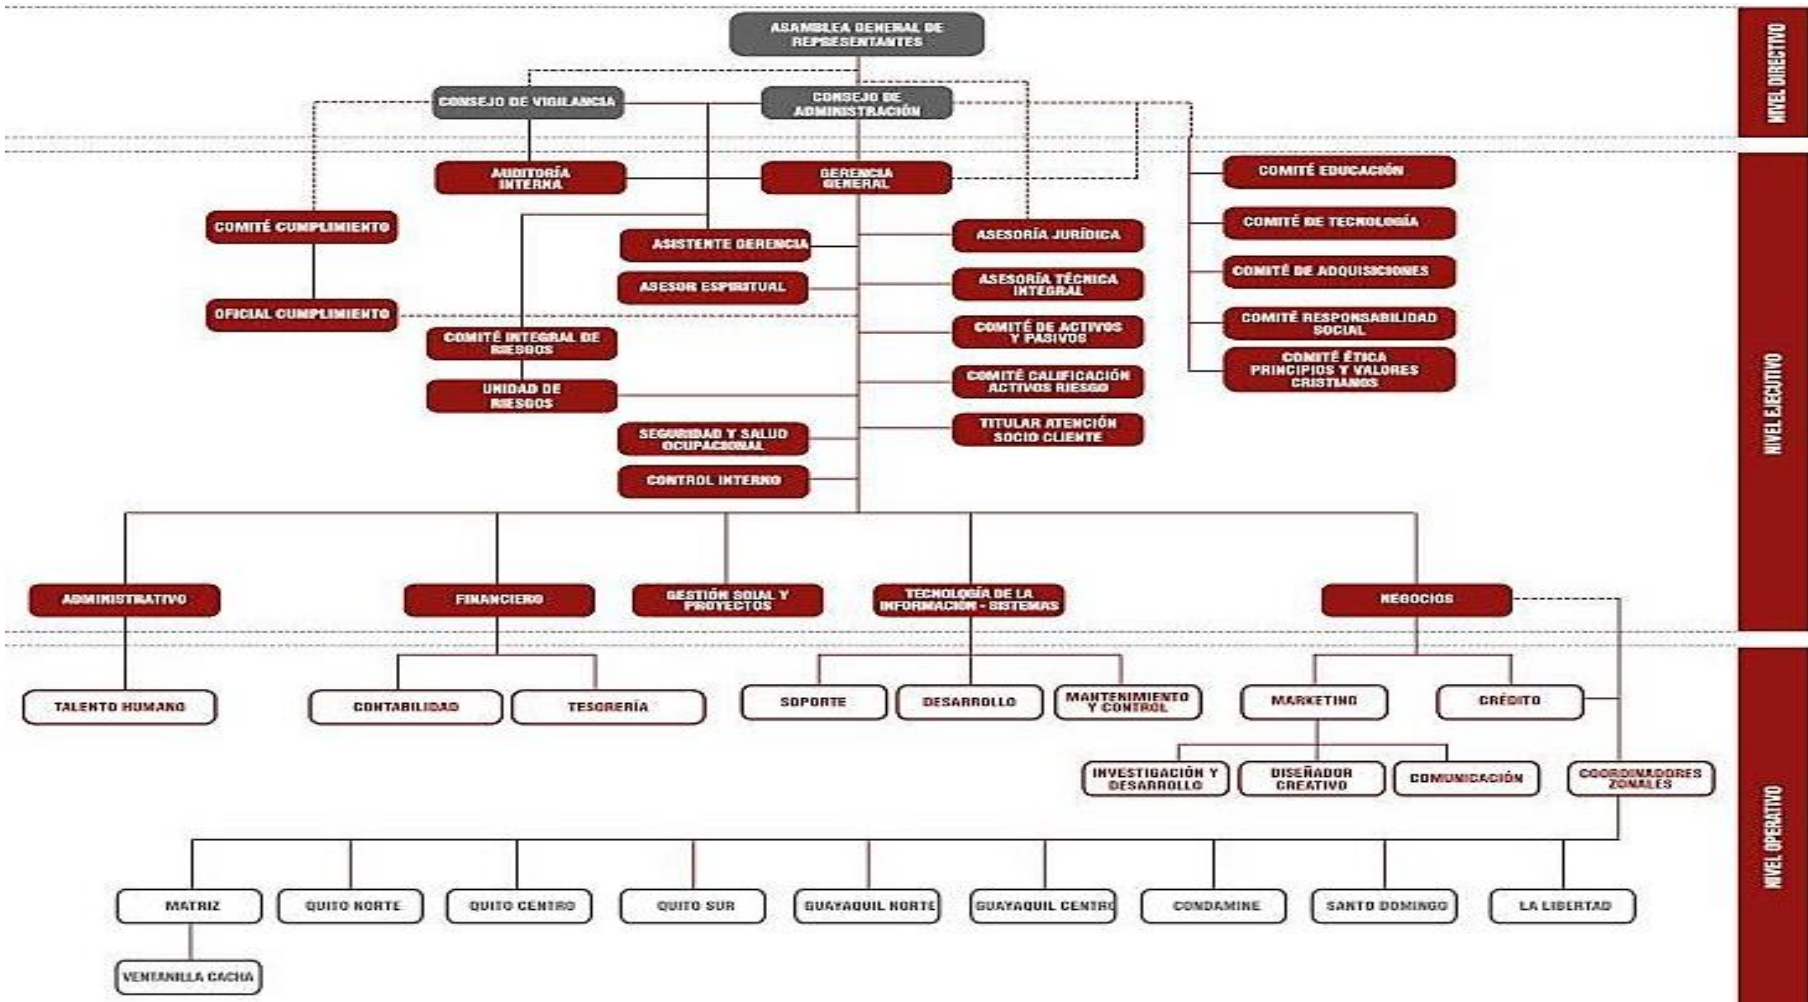 ASAMBLEA GENERAL DE
REPRESENTANTES
NIVEL DIRECTIVO
CONSEJO DE VIGILANCIA
CONSEJO DE
ADMINISTRACIÓN
AUDITORÍA
INTERNA
GERENCIA
GENERAL
COMITÉ EDUCACIÓN
COMITÉ CUMPLIMIENTO
ASISTENTE GERENCIA
ASESORÍA JURÍDICA
COMITÉ DE TECNOLOGÍA
ASESOR ESPIRITUAL
ASESORÍA TÉCNICA
INTEGRAL
COMITÉ DE ADQUISICIONES
OFICIAL CUMPLIMIENTO
COMITÉ INTEGRAL DE
RIESGOS
COMITÉ DE ACTIVOS
Y PASIVOS
COMITÉ RESPONSABILIDAD
SOCIAL
UNIDAD DE
RIESGOS
COMITÉ CALIFICACIÓN
ACTIVOS RIESGO
COMITÉ ÉTICA
PRINCIPIOS Y VALORES
CRISTIANOS
NIVEL EJECUTIVO
SEGURIDAD Y SALUD
OCUPACIONAL
TITULAR ATENCIÓN
SOCIO CLIENTE
CONTROL INTERNO
ADMINISTRATIVO
FINANCIERO
GESTIÓN SOIAL Y
PROYECTOS
TECNOLOGÍA DE LA
INFORMACIÓN - SISTEMAS
NEGOCIOS
TALENTO HUMANO
CONTABILIDAD
TESORERÍA
SOPORTE
DESARROLLO
MANTENIMIENTO
Y CONTROL
MARKETING
CRÉDITO
INVESTIGACIÓN Y
DESARROLLO
DISEÑADOR
CREATIVO
COMUNICACIÓN
COORDINADORES
ZONALES
NIVEL OPERATIVO
MATRIZ
QUITO NORTE
QUITO CENTRO
QUITO SUR
GUAYAQUIL NORTE
GUAYAQUIL CENTRO
CONDAMINE
SANTO DOMINGO
LA LIBERTAD
VENTANILLA CACHA